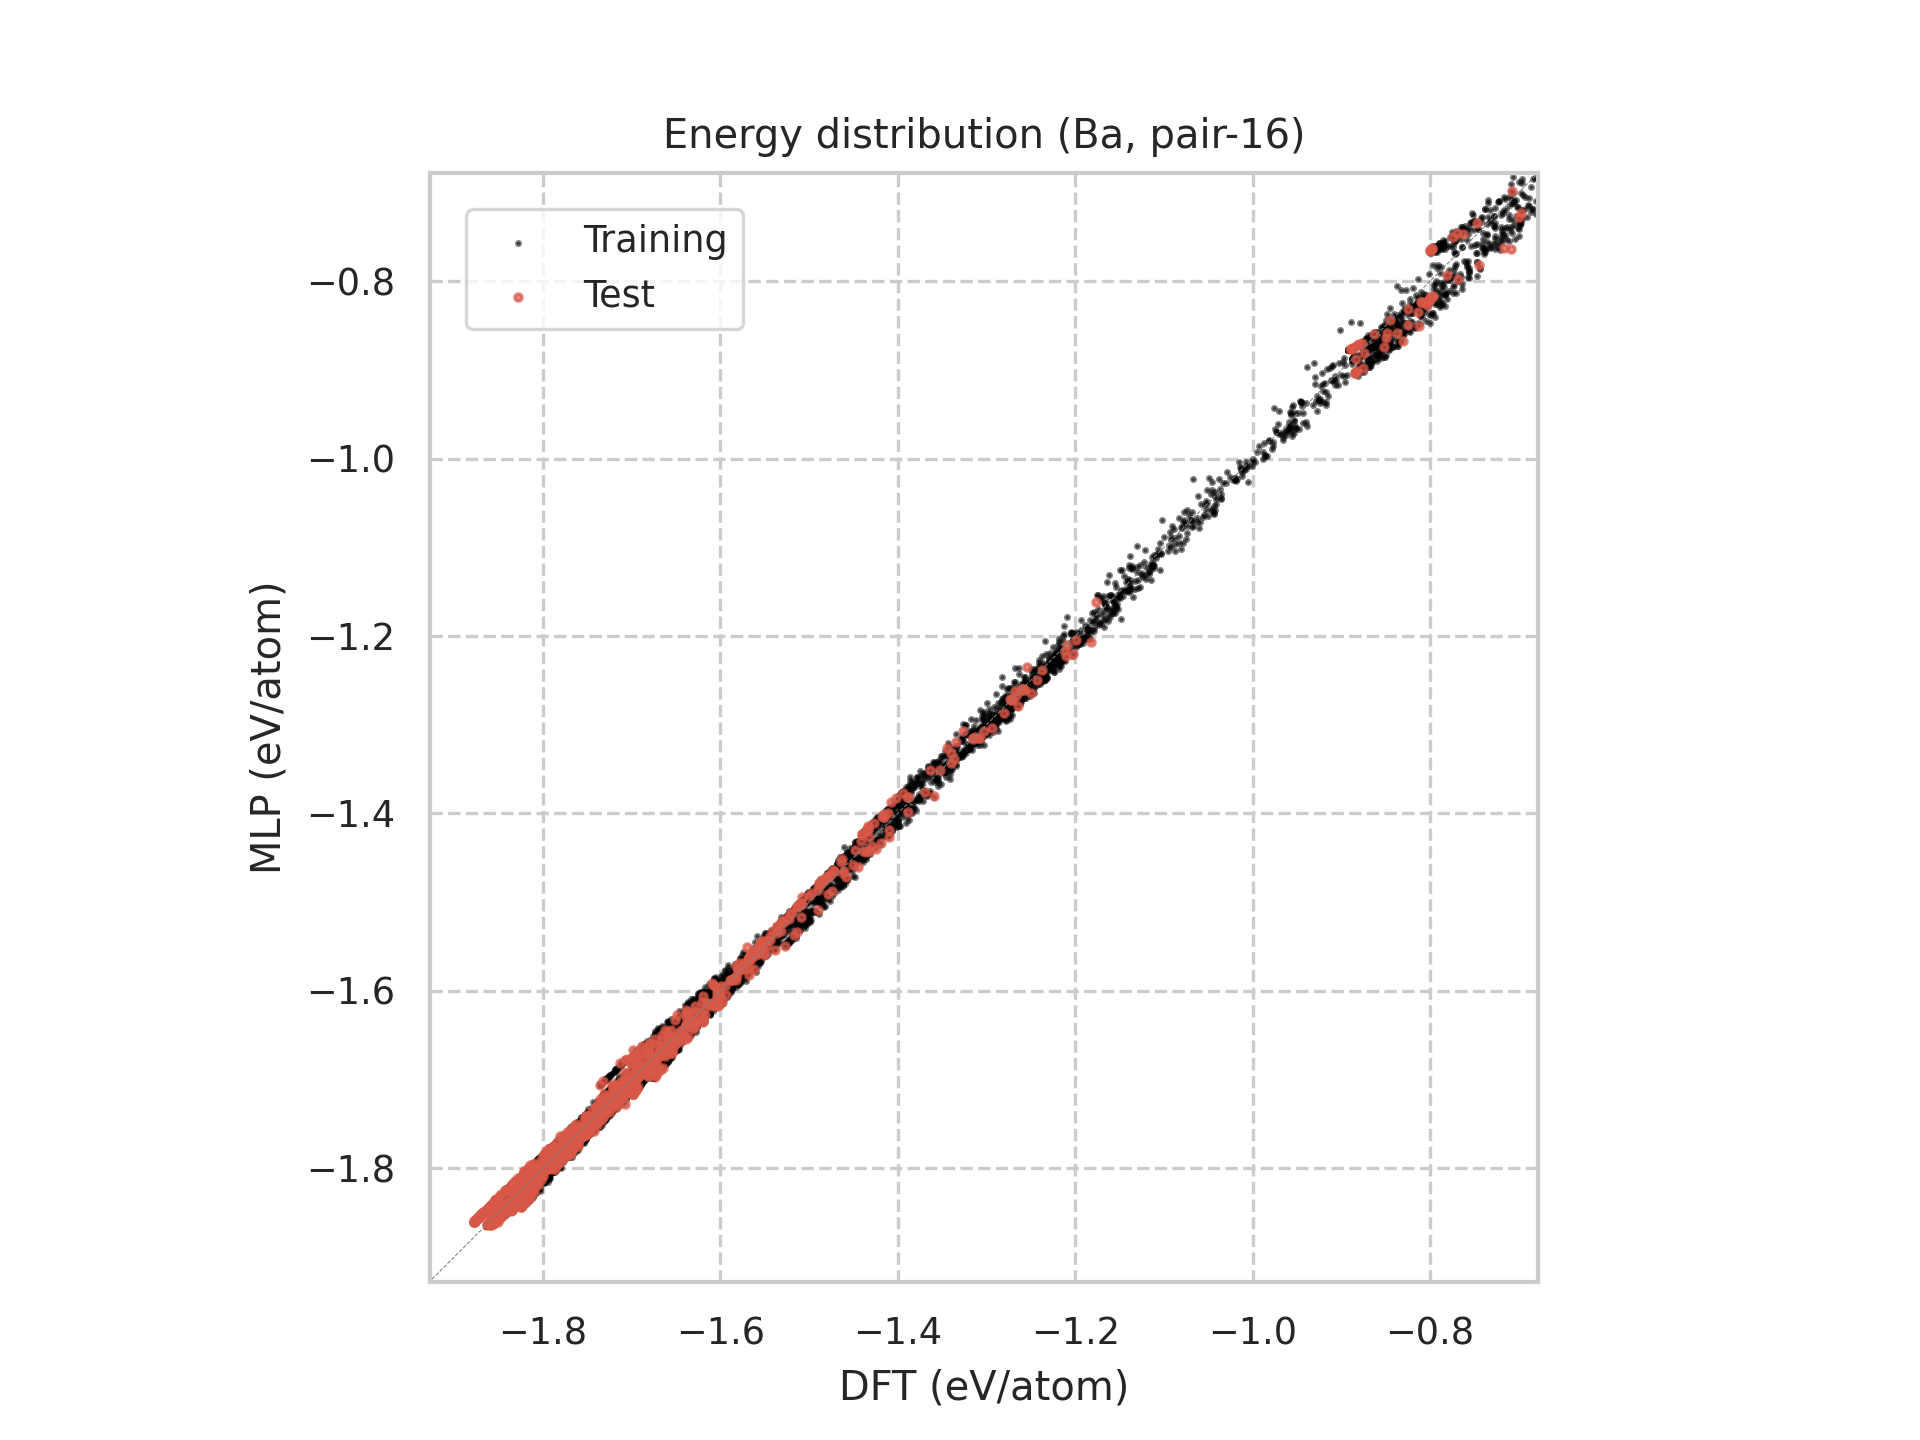 Energy distribution (Ba, pair-16)
Training
Test
MLP (eV/atom)
−0.8
−1.0
−1.2
−1.4
−1.6
−1.8
−1.8 −1.6 −1.4 −1.2 −1.0 −0.8
DFT (eV/atom)